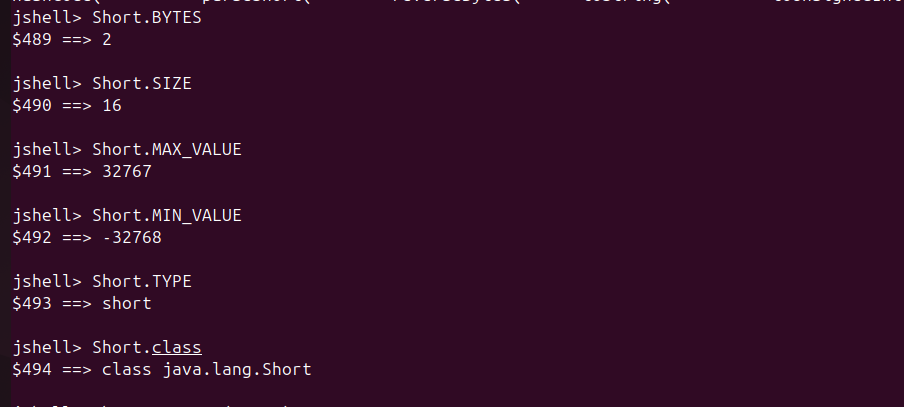 jshell> Short.BYTES
$489 ==> 2
jshell> Short.SIZE
$490 ==> 16
jshell> Short.MAX_VALUE
$491 ==> 32767
jshell> Short.MIN_VALUE
$492 ==> -32768
jshell> Short.TYPE
$493 ==> short
jshell> Short.class
$494 ==> class java.lang.Short